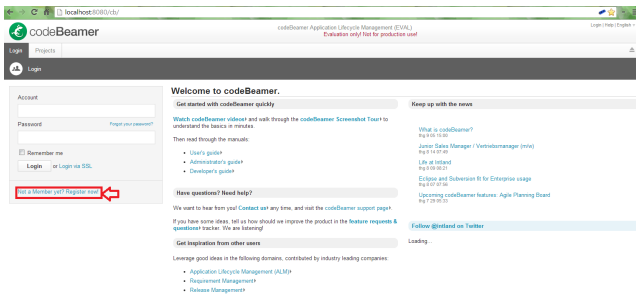 localhost:8080/cb/
codeBeamer
codeBeamer Application Lifecycle Management (EVAL)
Evaluation only! Not for production use!
Login | Help | English
Login
Projects
Login
Account
Password
Forgot your password?
Remember me
Login
or Login via SSL
Not a Member yet? Register now!
Welcome to codeBeamer.
Get started with codeBeamer quickly
Watch codeBeamer videos and walk through the codeBeamer Screenshot Tour to
understand the basics in minutes.
Then read through the manuals:
User's guide
Administrator's guide
Developer's guide
Have questions? Need help?
We want to hear from you! Contact us any time, and visit the codeBeamer support page.
If you have some ideas, tell us how should we improve the product in the feature requests &
questions tracker. We are listening!
Get inspiration from other users
Leverage good ideas in the following domains, contributed by industry leading companies:
Application Lifecycle Management (ALM)
Requirement Management
Release Management
Keep up with the news
What is codeBeamer?
Junior Sales Manager / Vertriebsmanager (m/w)
Life at Intland
Eclipse and Subversion fit for Enterprise usage
Upcoming codeBeamer features: Agile Planning Board
Follow @intland on Twitter
Loading...